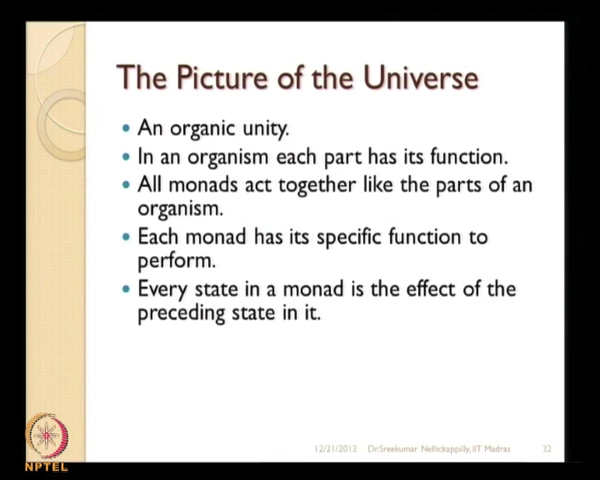 The Picture of the Universe
An organic unity.
In an organism each part has its function.
All monads act together like the parts of an
organism.
Each monad has its specific function to
perform.
Every state in a monad is the effect of the
preceding state in it.
12/21/2012 Dr.Sreekumar Nellickappilly, IIT Madras 32
NPTEL